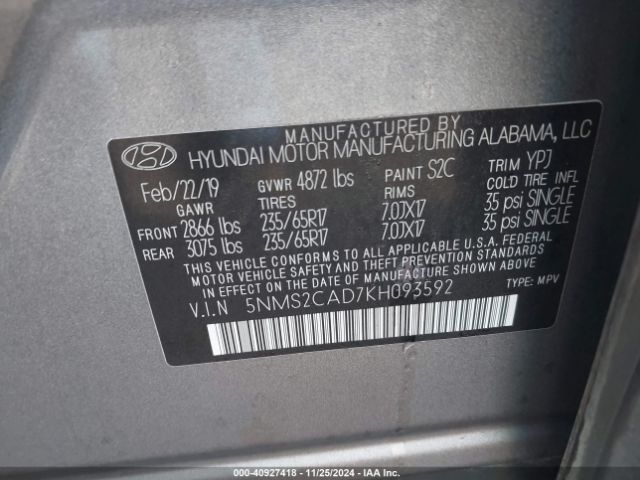 MANUFACTURED BY
HYUNDAI MOTOR MANUFACTURING ALABAMA, LLC
Feb/22/19 GVWR 4872 lbs PAINT S2C TRIM YPJ
GAWR TIRES RIMS COLD TIRE INFL
FRONT 2866 lbs 235/65R17 7.0JX17 35 psi SINGLE
REAR 3075 lbs 235/65R17 7.0JX17 35 psi SINGLE
THIS VEHICLE CONFORMS TO ALL APPLICABLE U.S.A. FEDERAL
MOTOR VEHICLE SAFETY AND THEFT PREVENTION STANDARDS
IN EFFECT ON THE DATE OF MANUFACTURE SHOWN ABOVE.
V.I.N 5NMS2CAD7KH093592 TYPE: MPV
000-40927418 - 11/25/2024 - IAA Inc.